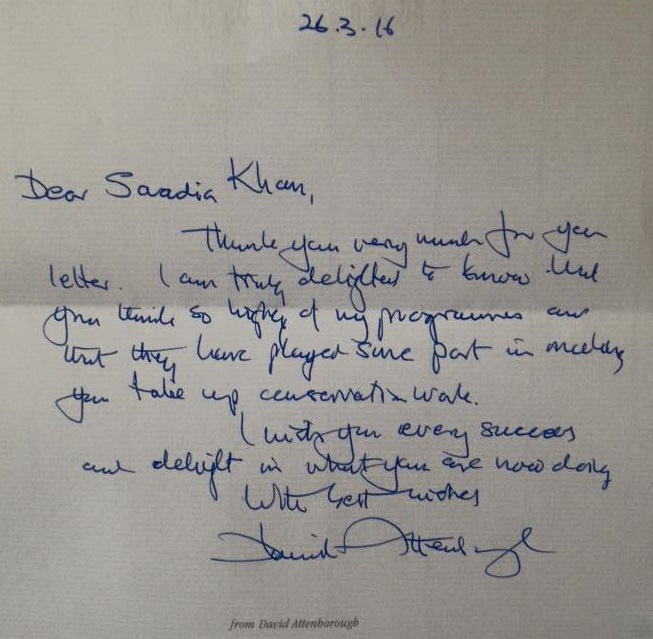 26.3.16
Dear Saadia Khan,
Thank you very much for your
letter. I am truly delighted to know that
you think so highly of my programmes and
that they have played some part in making
you take up conservation work.
I wish you every success
and delight in what you are now doing
With best wishes
David Attenborough
from David Attenborough